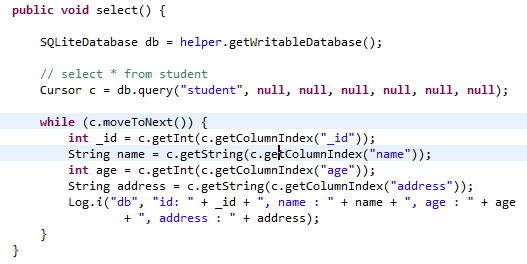 public void select() {
SQLiteDatabase db = helper.getWritableDatabase();
// select * from student
Cursor c = db.query("student", null, null, null, null, null, null);
while (c.moveToNext()) {
int _id = c.getInt(c.getColumnIndex("_id"));
String name = c.getString(c.getColumnIndex("name"));
int age = c.getInt(c.getColumnIndex("age"));
String address = c.getString(c.getColumnIndex("address"));
Log.i("db", "id: " + _id + ", name : " + name + ", age : " + age
+ ", address : " + address);
}
}